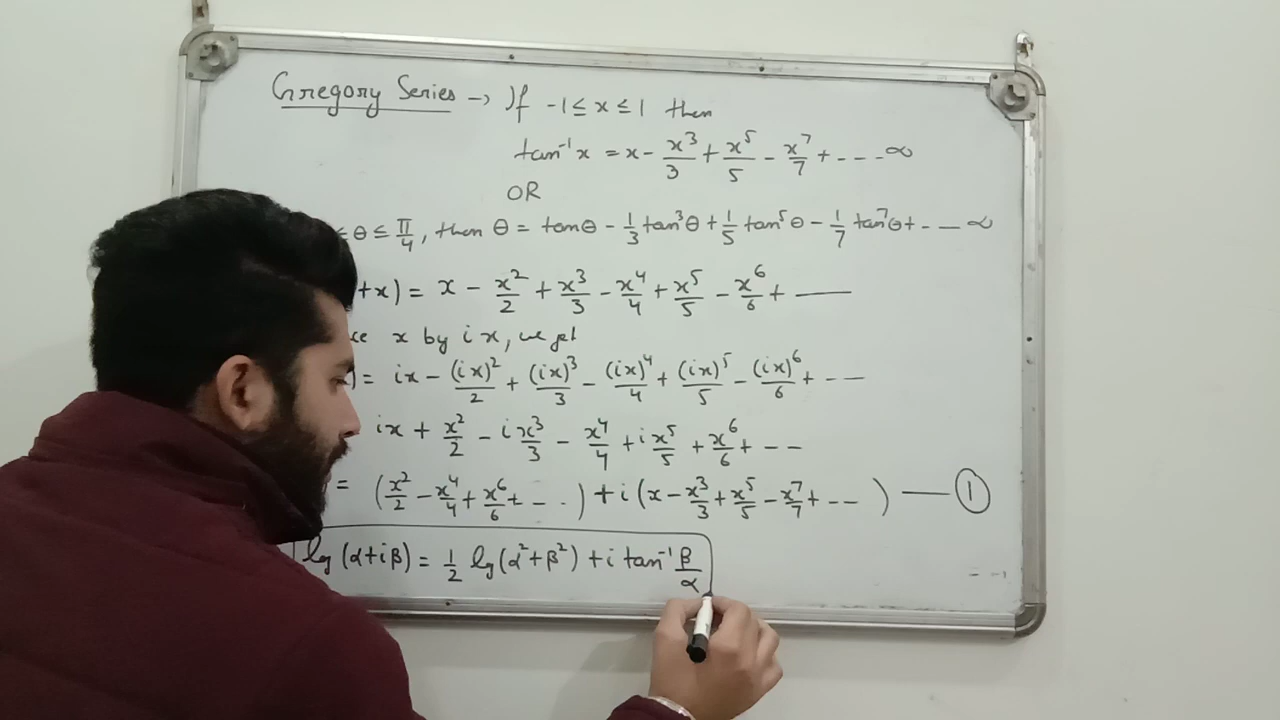 Gregory Series → If -1 ≤ x ≤ 1 then
tan⁻¹ x = x - x³/3 + x⁵/5 - x⁷/7 + --- ∞
OR
≤ θ ≤ π/4, then θ = tanθ - 1/3 tan³θ + 1/5 tan⁵θ - 1/7 tan⁷θ + -- — ∞
+x) = x - x²/2 + x³/3 - x⁴/4 + x⁵/5 - x⁶/6 + ——
x by ix, we get
) = ix - (ix)²/2 + (ix)³/3 - (ix)⁴/4 + (ix)⁵/5 - (ix)⁶/6 + ---
ix + x²/2 - i x³/3 - x⁴/4 + i x⁵/5 + x⁶/6 + --
= (x²/2 - x⁴/4 + x⁶/6 + -- .) + i (x - x³/3 + x⁵/5 - x⁷/7 + --) — ①
log (α+iβ) = 1/2 log (α²+β²) + i tan⁻¹ β/α